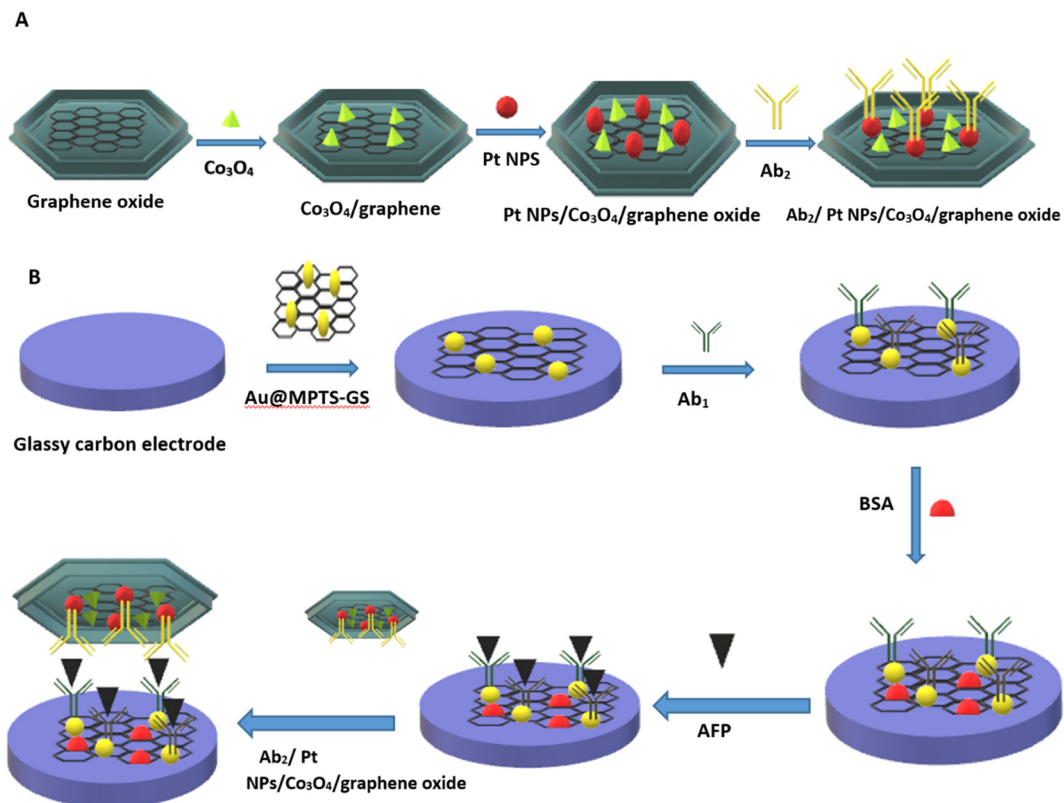 A
Co₃O₄
Pt NPS
Ab₂
Graphene oxide
Co₃O₄/graphene
Pt NPs/Co₃O₄/graphene oxide
Ab₂/ Pt NPs/Co₃O₄/graphene oxide
B
Au@MPTS-GS
Ab₁
Glassy carbon electrode
BSA
AFP
Ab₂/ Pt
NPs/Co₃O₄/graphene oxide